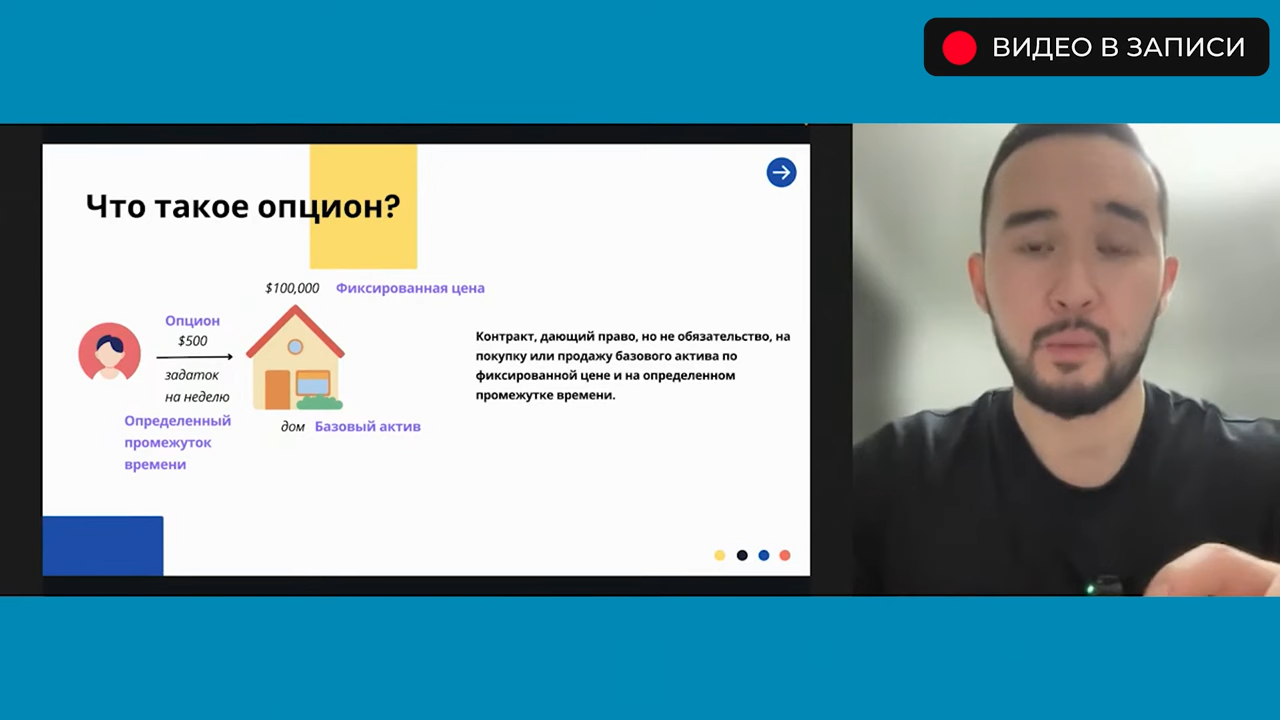 ВИДЕО В ЗАПИСИ
Что такое опцион?
$100,000 Фиксированная цена
Опцион
$500
задаток
на неделю
Определенный
промежуток
времени
дом Базовый актив
Контракт, дающий право, но не обязательство, на
покупку или продажу базового актива по
фиксированной цене и на определенном
промежутке времени.